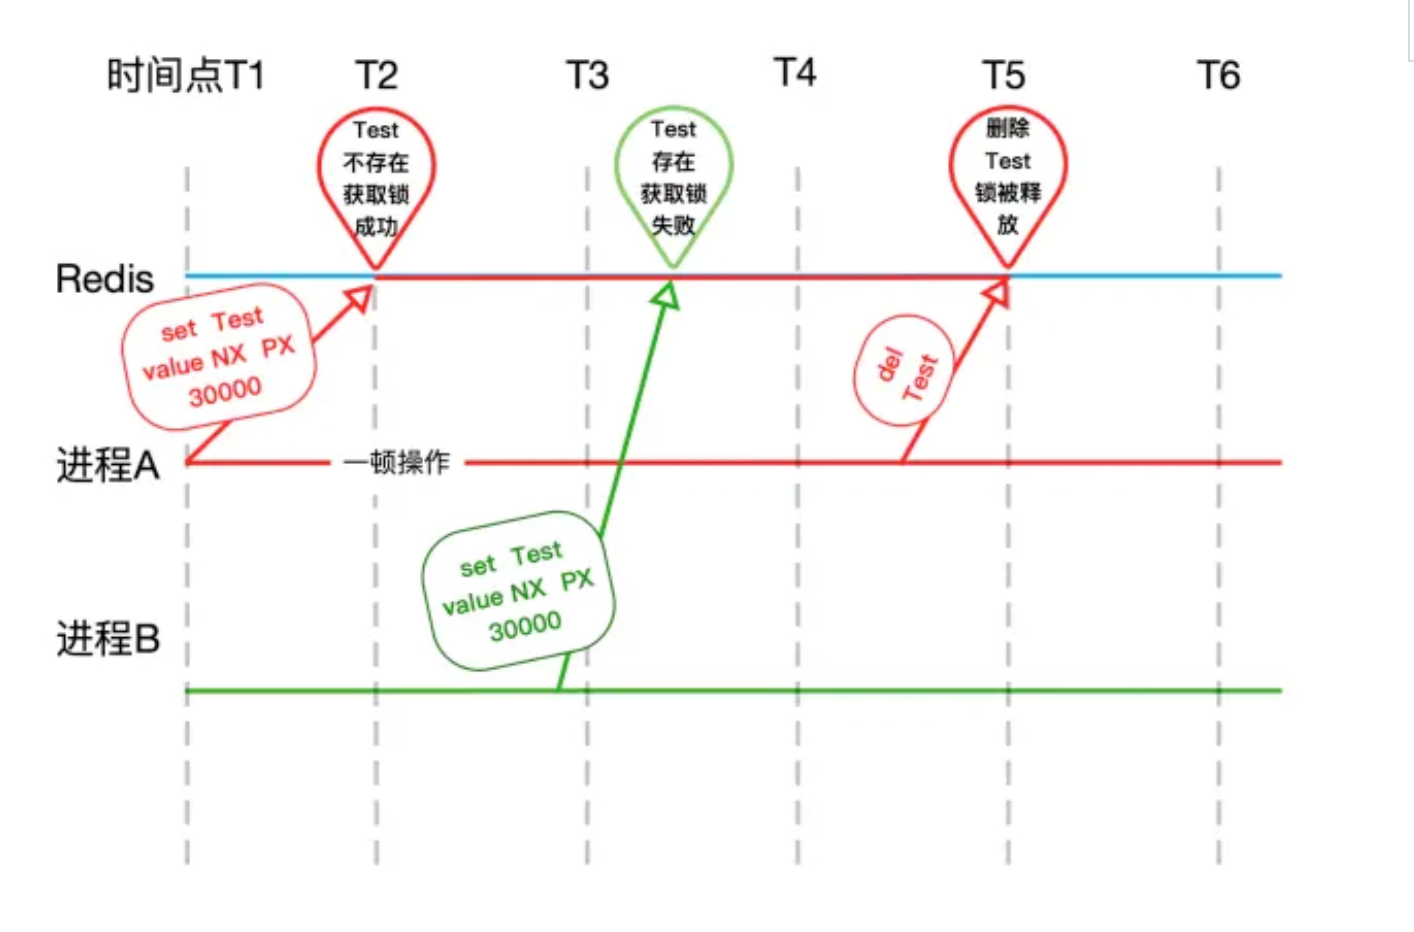 时间点T1 T2 T3 T4 T5 T6
Test
不存在
获取锁
成功
Test
存在
获取锁
失败
删除
Test
锁被释
放
Redis
set Test
value NX PX
30000
del
Test
进程A
一顿操作
set Test
value NX PX
30000
进程B